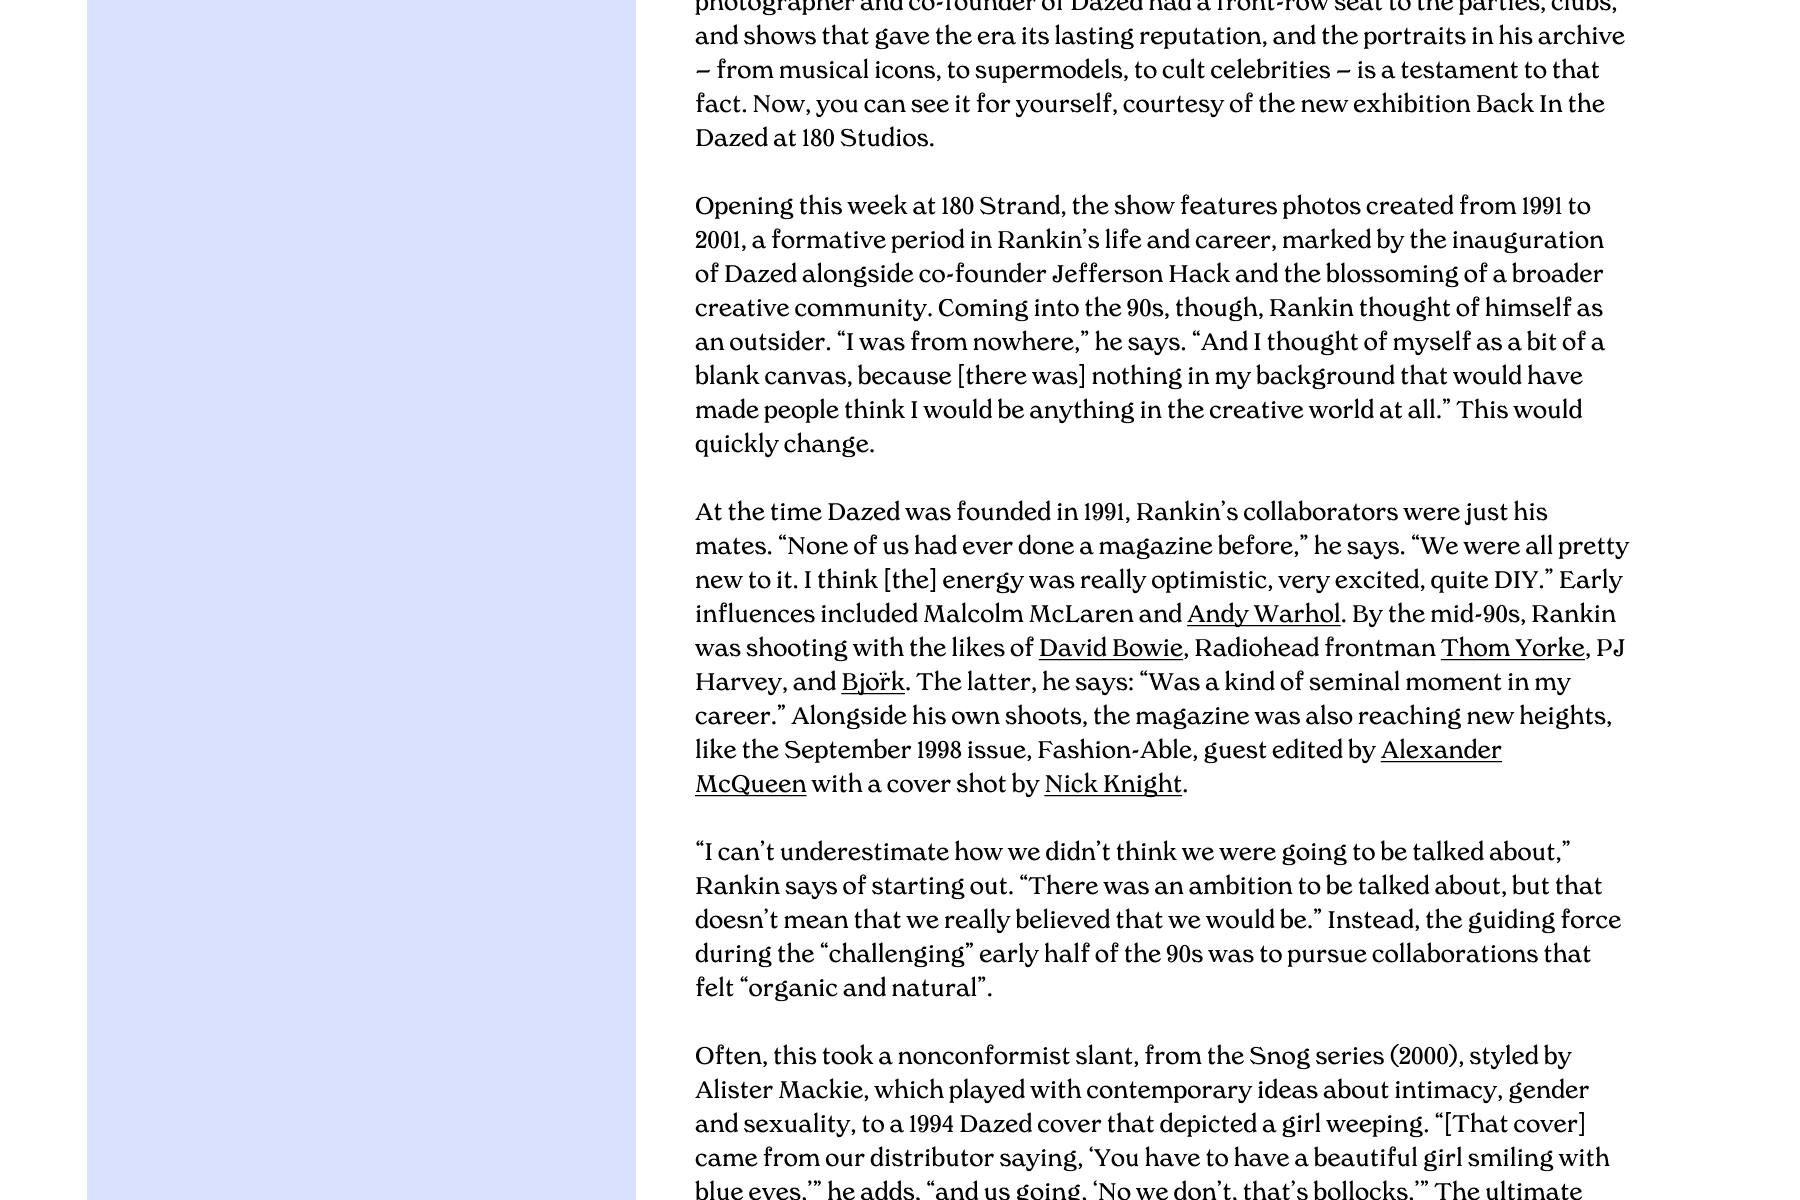 photographer and co-founder of Dazed had a front-row seat to the parties, clubs,
and shows that gave the era its lasting reputation, and the portraits in his archive
– from musical icons, to supermodels, to cult celebrities – is a testament to that
fact. Now, you can see it for yourself, courtesy of the new exhibition Back In the
Dazed at 180 Studios.
Opening this week at 180 Strand, the show features photos created from 1991 to
2001, a formative period in Rankin’s life and career, marked by the inauguration
of Dazed alongside co-founder Jefferson Hack and the blossoming of a broader
creative community. Coming into the 90s, though, Rankin thought of himself as
an outsider. “I was from nowhere,” he says. “And I thought of myself as a bit of a
blank canvas, because [there was] nothing in my background that would have
made people think I would be anything in the creative world at all.” This would
quickly change.
At the time Dazed was founded in 1991, Rankin’s collaborators were just his
mates. “None of us had ever done a magazine before,” he says. “We were all pretty
new to it. I think [the] energy was really optimistic, very excited, quite DIY.” Early
influences included Malcolm McLaren and Andy Warhol. By the mid-90s, Rankin
was shooting with the likes of David Bowie, Radiohead frontman Thom Yorke, PJ
Harvey, and Bjor̈k. The latter, he says: “Was a kind of seminal moment in my
career.” Alongside his own shoots, the magazine was also reaching new heights,
like the September 1998 issue, Fashion-Able, guest edited by Alexander
McQueen with a cover shot by Nick Knight.
“I can’t underestimate how we didn’t think we were going to be talked about,”
Rankin says of starting out. “There was an ambition to be talked about, but that
doesn’t mean that we really believed that we would be.” Instead, the guiding force
during the “challenging” early half of the 90s was to pursue collaborations that
felt “organic and natural”.
Often, this took a nonconformist slant, from the Snog series (2000), styled by
Alister Mackie, which played with contemporary ideas about intimacy, gender
and sexuality, to a 1994 Dazed cover that depicted a girl weeping. “[That cover]
came from our distributor saying, ‘You have to have a beautiful girl smiling with
blue eyes,’” he adds, “and us going, ‘No we don’t, that’s bollocks.’” The ultimate